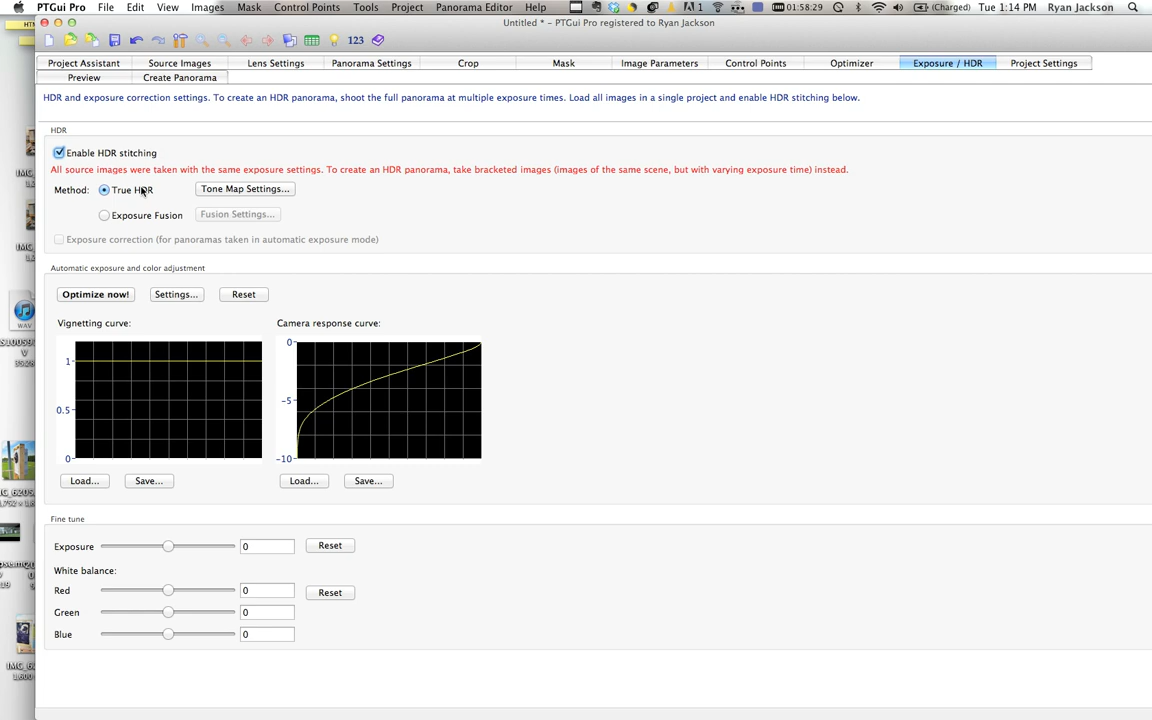 PTGui Pro File Edit View Images Mask Control Points Tools Project Panorama Editor Help 1 01:58:29 (Charged) Tue 1:14 PM Ryan Jackson
Untitled * – PTGui Pro registered to Ryan Jackson
123
Project Assistant Source Images Lens Settings Panorama Settings Crop Mask Image Parameters Control Points Optimizer Exposure / HDR Project Settings
Preview Create Panorama
HDR and exposure correction settings. To create an HDR panorama, shoot the full panorama at multiple exposure times. Load all images in a single project and enable HDR stitching below.
HDR
Enable HDR stitching
All source images were taken with the same exposure settings. To create an HDR panorama, take bracketed images (images of the same scene, but with varying exposure time) instead.
Method: True HDR Tone Map Settings...
Exposure Fusion Fusion Settings...
Exposure correction (for panoramas taken in automatic exposure mode)
Automatic exposure and color adjustment
Optimize now! Settings... Reset
Vignetting curve: Camera response curve:
1 0.5 0
0 -5 -10
Load... Save... Load... Save...
Fine tune
Exposure 0 Reset
White balance:
Red 0 Reset
Green 0
Blue 0
WAV